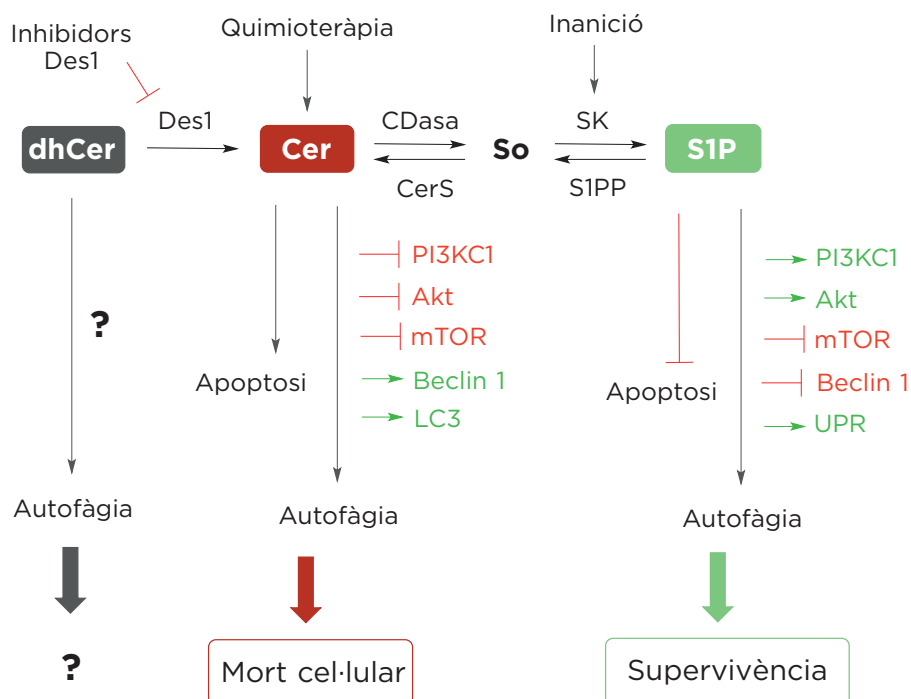 Inhibidors
Des1
Quimioteràpia
Inanició
dhCer
Des1
Cer
CDasa
CerS
So
SK
S1PP
S1P
?
Apoptosi
PI3KC1
Akt
mTOR
Beclin 1
LC3
Apoptosi
PI3KC1
Akt
mTOR
Beclin 1
UPR
Autofàgia
Autofàgia
Autofàgia
?
Mort cel·lular
Supervivència